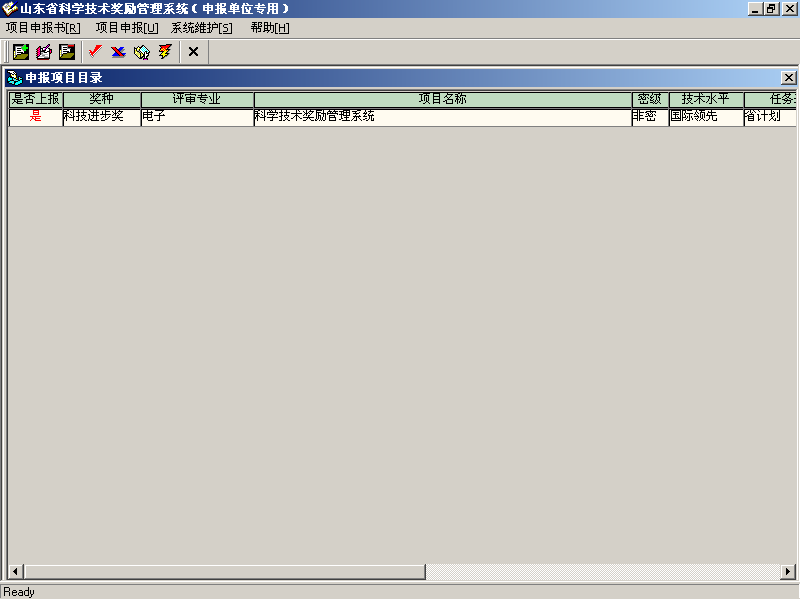 山东省科学技术奖励管理系统(申报单位专用)
项目申报书[R] 项目申报[U] 系统维护[S] 帮助[H]
申报项目目录
是否上报 奖种 评审专业 项目名称 密级 技术水平 任务
是 科技进步奖 电子 科学技术奖励管理系统 非密 国际领先 省计划
Ready